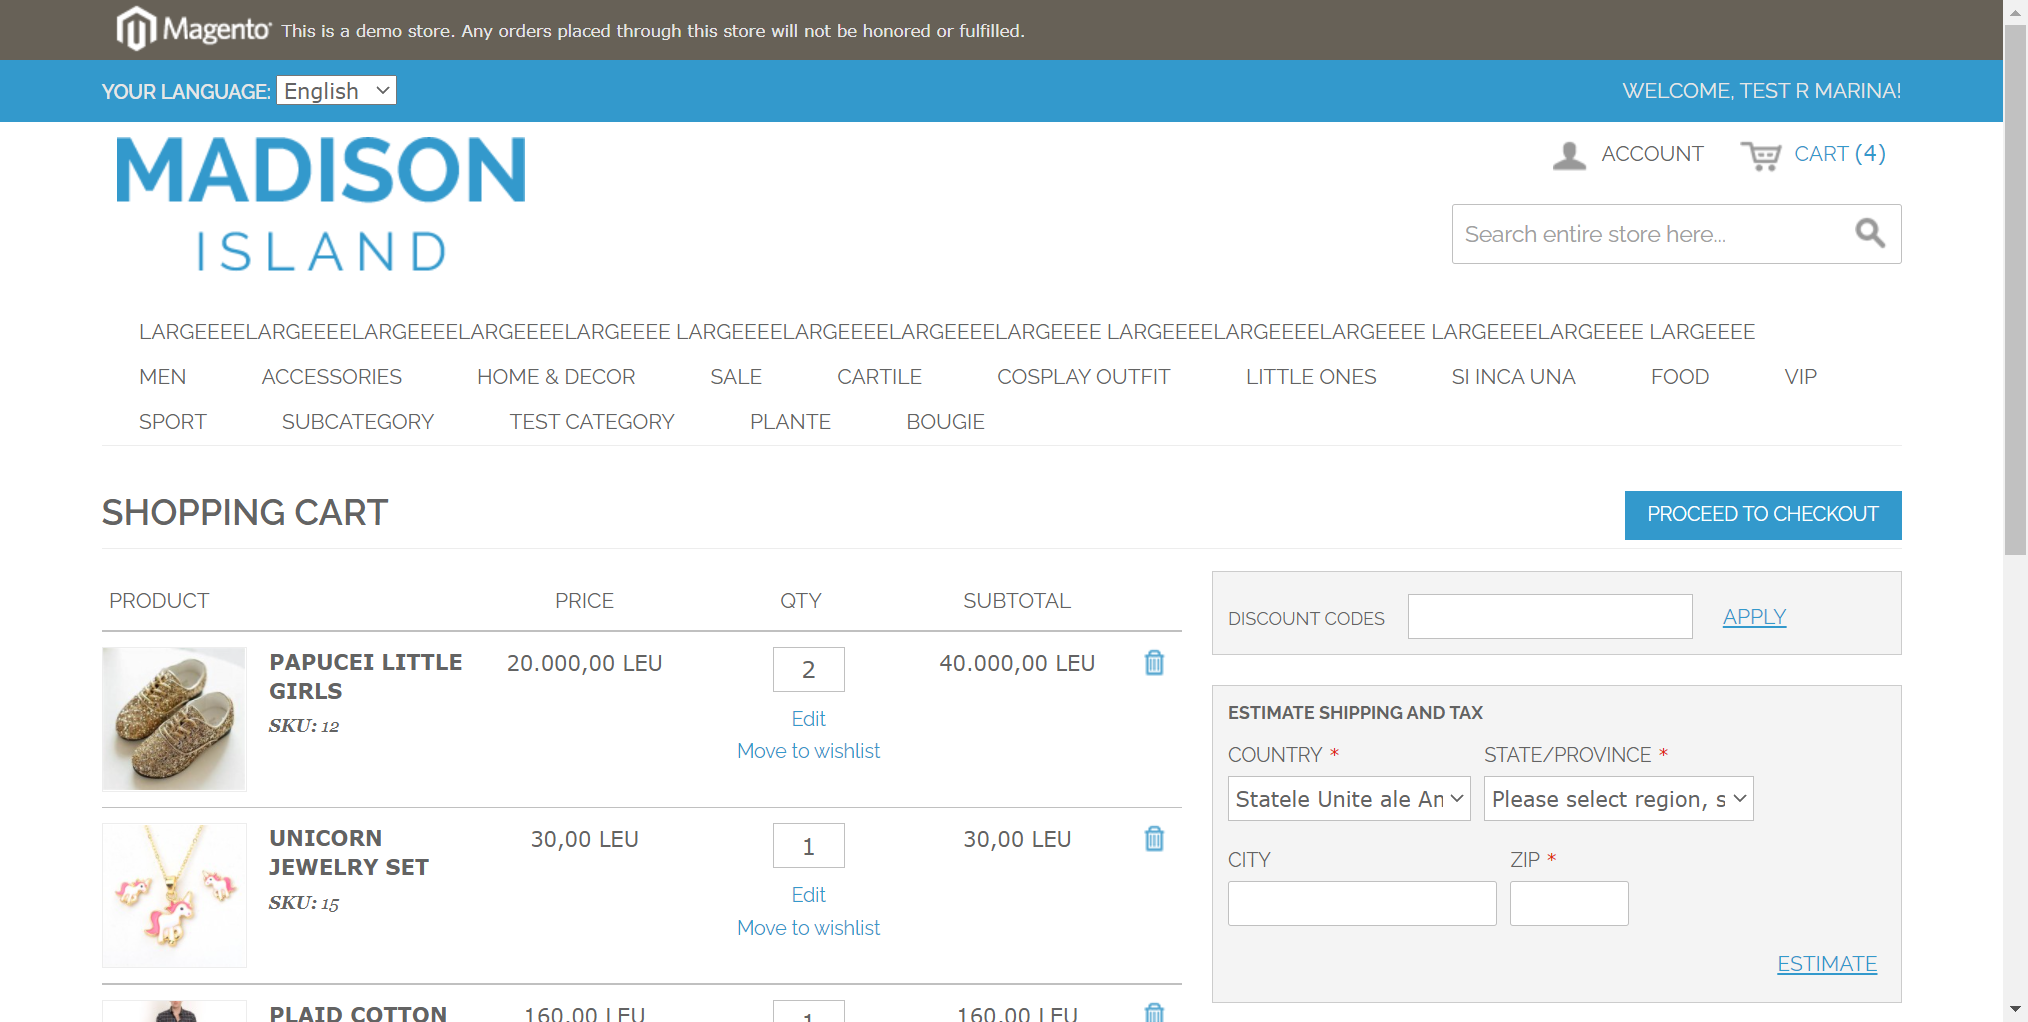 Magento® This is a demo store. Any orders placed through this store will not be honored or fulfilled.
YOUR LANGUAGE: English
WELCOME, TEST R MARINA!
MADISON
ISLAND
ACCOUNT
CART (4)
Search entire store here...
LARGEEEELARGEEEELARGEEEELARGEEEELARGEEEE LARGEEEELARGEEEELARGEEEELARGEEEE LARGEEEELARGEEEELARGEEEE LARGEEEELARGEEEE LARGEEEE
MEN ACCESSORIES HOME & DECOR SALE CARTILE COSPLAY OUTFIT LITTLE ONES SI INCA UNA FOOD VIP
SPORT SUBCATEGORY TEST CATEGORY PLANTE BOUGIE
SHOPPING CART
PROCEED TO CHECKOUT
PRODUCT PRICE QTY SUBTOTAL
PAPUCEI LITTLE
GIRLS
SKU: 12
20.000,00 LEU
2
Edit
Move to wishlist
40.000,00 LEU
UNICORN
JEWELRY SET
SKU: 15
30,00 LEU
1
Edit
Move to wishlist
30,00 LEU
PLAID COTTON
160,00 LEU
1
160,00 LEU
DISCOUNT CODES
APPLY
ESTIMATE SHIPPING AND TAX
COUNTRY *
STATE/PROVINCE *
Statele Unite ale Am
Please select region, s
CITY
ZIP *
ESTIMATE